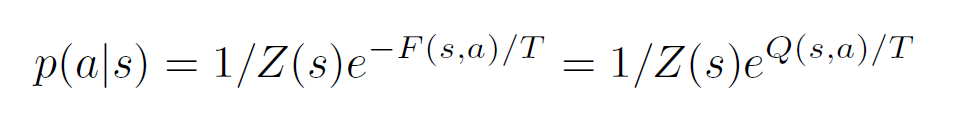 p(a|s) = 1/Z(s)e^{-F(s,a)/T} = 1/Z(s)e^{Q(s,a)/T}